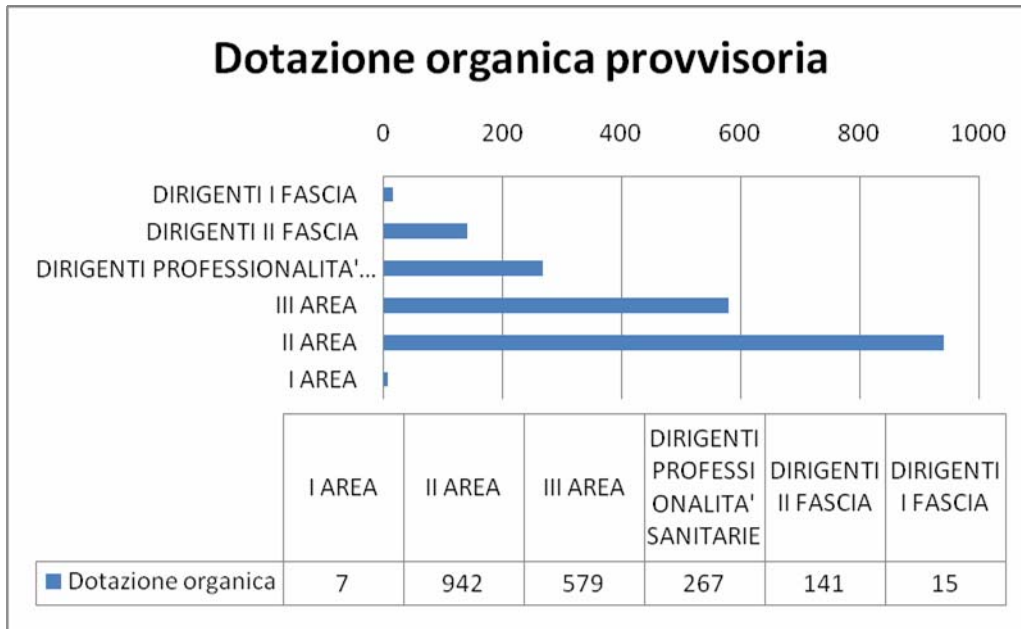 Dotazione organica provvisoria
0 200 400 600 800 1000
DIRIGENTI I FASCIA
DIRIGENTI II FASCIA
DIRIGENTI PROFESSIONALITA'...
III AREA
II AREA
I AREA
I AREA
II AREA
III AREA
DIRIGENTI
PROFESSI
ONALITA'
SANITARIE
DIRIGENTI
II FASCIA
DIRIGENTI
I FASCIA
Dotazione organica 7 942 579 267 141 15